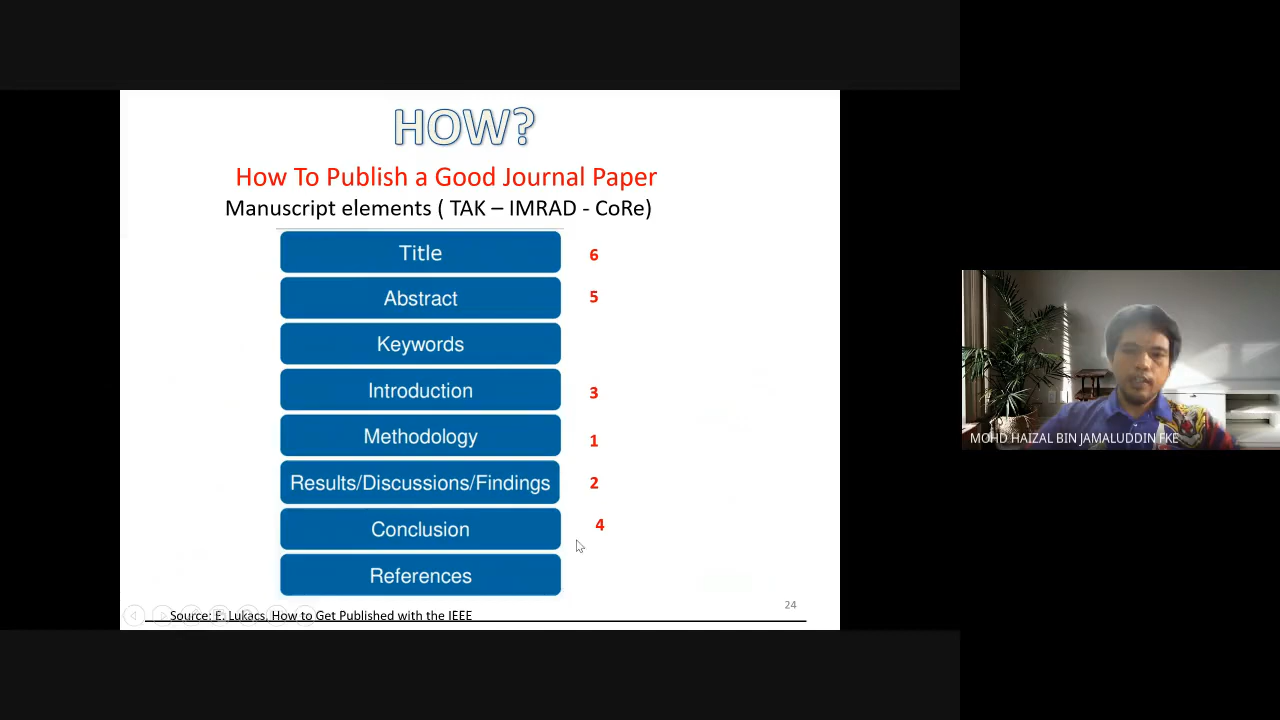 HOW?
How To Publish a Good Journal Paper
Manuscript elements ( TAK – IMRAD - CoRe)
Title 6
Abstract 5
Keywords
Introduction 3
Methodology 1
Results/Discussions/Findings 2
Conclusion 4
References
24
Source: E. Lukacs, How to Get Published with the IEEE
MOHD HAIZAL BIN JAMALUDDIN FKE